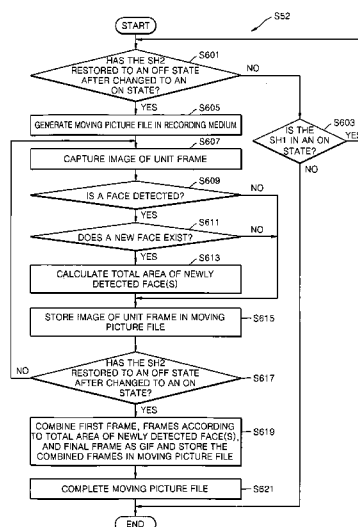 START
S52
HAS THE SH2
RESTORED TO AN OFF STATE
AFTER CHANGED TO AN
ON STATE?
S601
NO
YES
S605
GENERATE MOVING PICTURE FILE IN RECORDING MEDIUM
IS THE
SH1 IN AN ON
STATE?
S603
YES
NO
S607
CAPTURE IMAGE OF UNIT FRAME
S609
IS A FACE DETECTED?
NO
YES
S611
DOES A NEW FACE EXIST?
NO
YES
S613
CALCULATE TOTAL AREA OF NEWLY
DETECTED FACE(S)
STORE IMAGE OF UNIT FRAME IN MOVING
PICTURE FILE
S615
HAS THE SH2
RESTORED TO AN OFF STATE
AFTER CHANGED TO AN ON
STATE?
S617
NO
YES
COMBINE FIRST FRAME, FRAMES ACCORDING
TO TOTAL AREA OF NEWLY DETECTED FACE(S),
AND FINAL FRAME AS GIF AND STORE THE
COMBINED FRAMES IN MOVING PICTURE FILE
S619
COMPLETE MOVING PICTURE FILE
S621
END